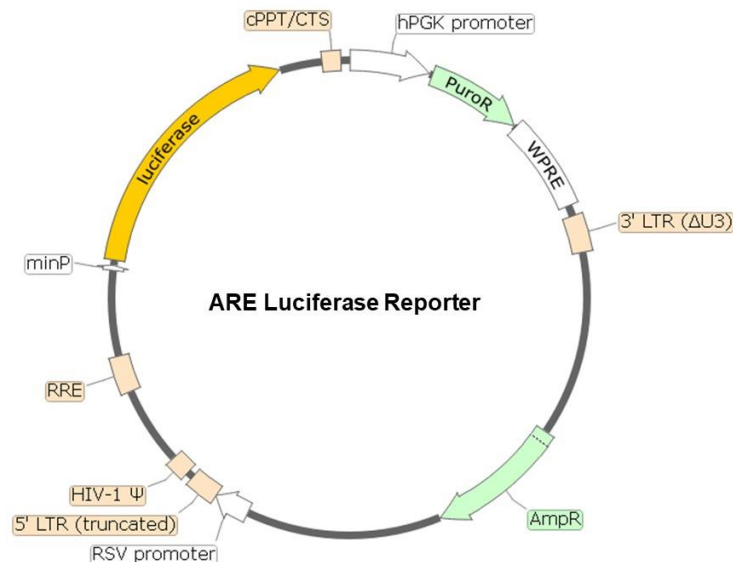 cPPT/CTS
hPGK promoter
PuroR
WPRE
3' LTR (ΔU3)
luciferase
minP
ARE Luciferase Reporter
RRE
HIV-1 Ψ
5' LTR (truncated)
RSV promoter
AmpR